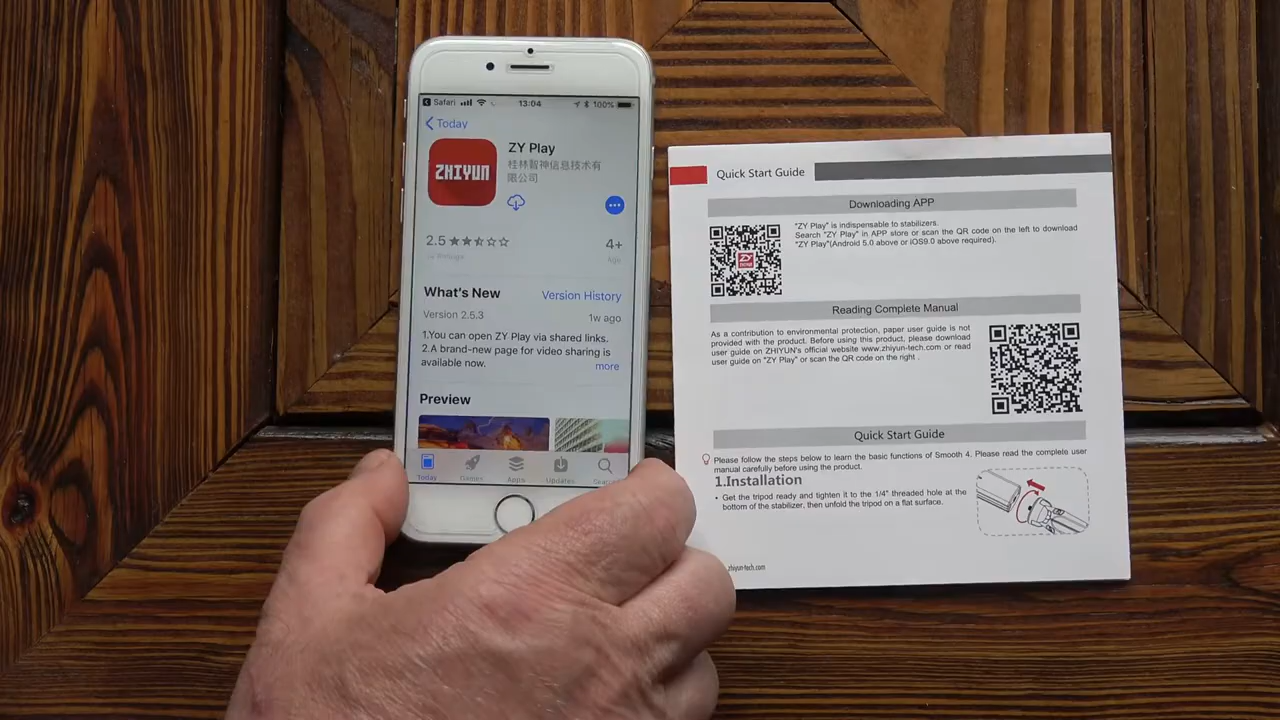 Safari
13:04
100%
Today
ZHIYUN
ZY Play
桂林智神信息技术有
限公司
2.5
4+
What's New
Version History
Version 2.5.3
1w ago
1.You can open ZY Play via shared links.
2.A brand-new page for video sharing is
available now.
more
Preview
Today
Games
Apps
Updates
Quick Start Guide
Downloading APP
"ZY Play" is indispensable to stabilizers.
Search "ZY Play" in APP store or scan the QR code on the left to download
"ZY Play"(Android 5.0 above or iOS9.0 above required).
Reading Complete Manual
As a contribution to environmental protection, paper user guide is not
provided with the product. Before using this product, please download
user guide on ZHIYUN's official website www.zhiyun-tech.com or read
user guide on "ZY Play" or scan the QR code on the right .
Quick Start Guide
Please follow the steps below to learn the basic functions of Smooth 4. Please read the complete user
manual carefully before using the product.
1.Installation
• Get the tripod ready and tighten it to the 1/4" threaded hole at the
bottom of the stabilizer, then unfold the tripod on a flat surface.
zhiyun-tech.com